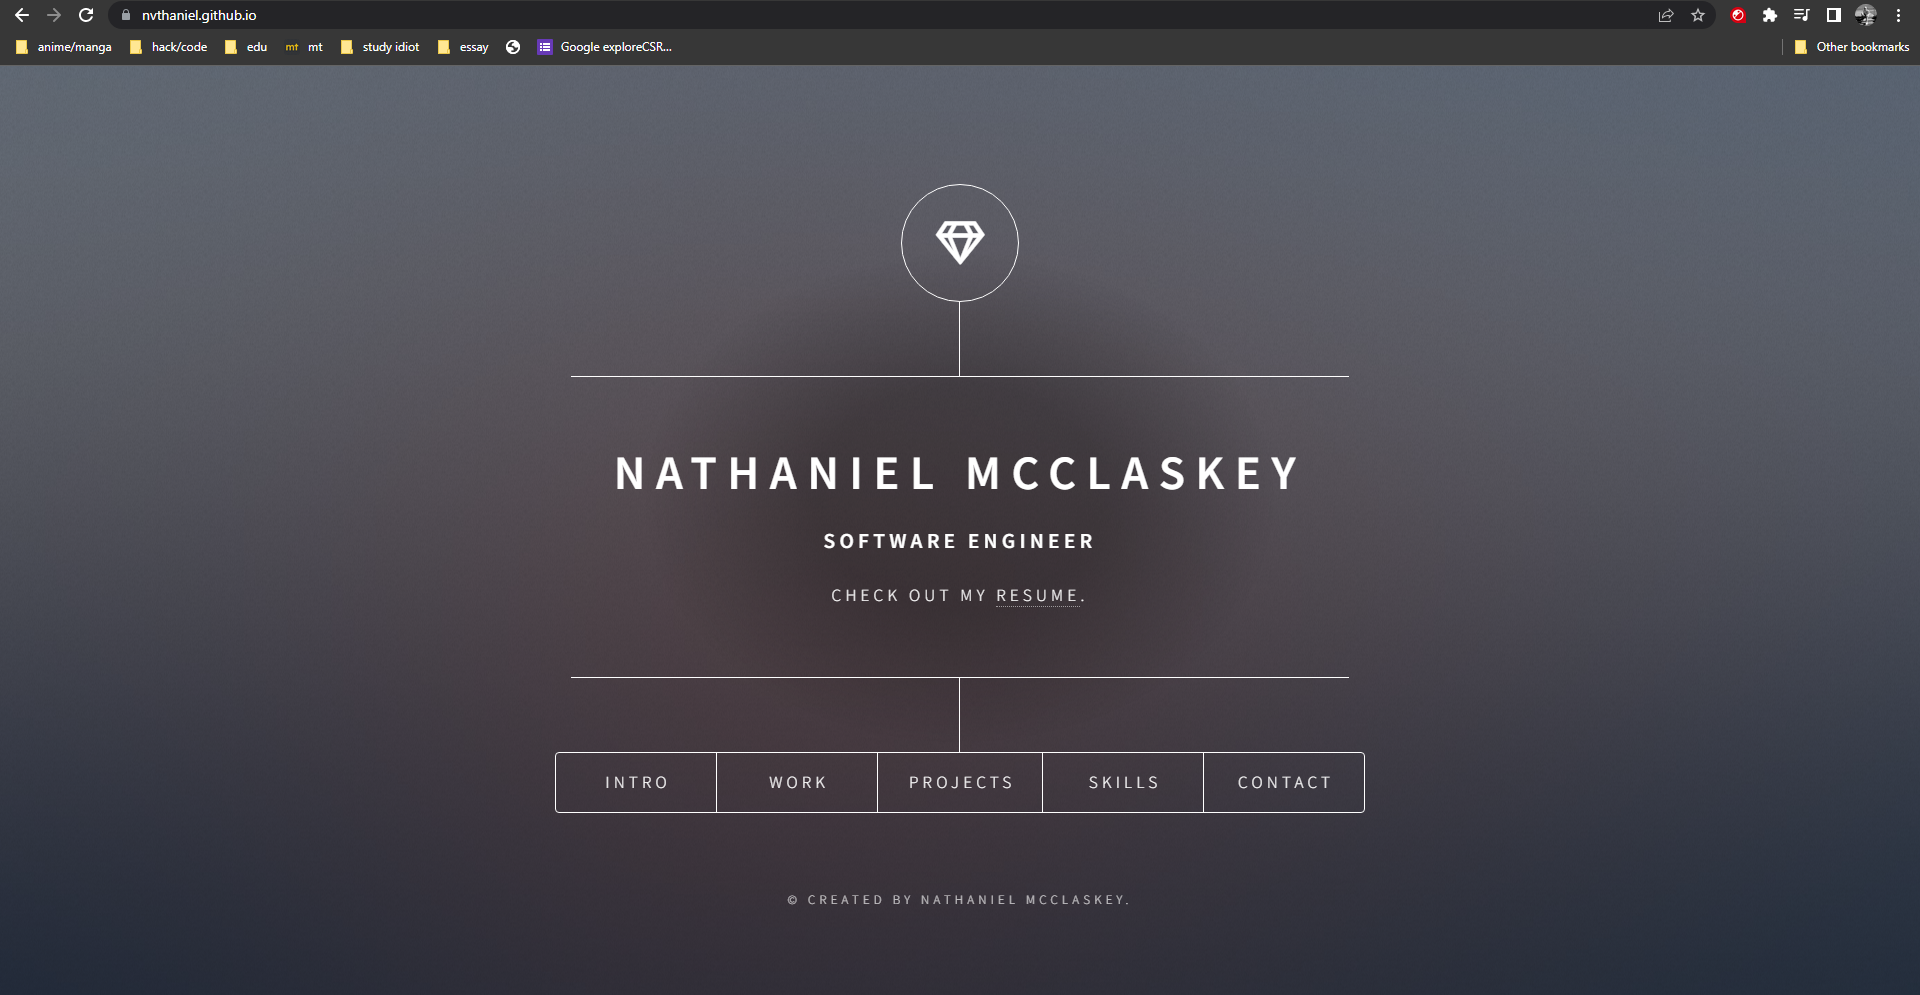 nvthaniel.github.io
anime/manga hack/code edu mt mt study idiot essay Google exploreCSR... Other bookmarks
NATHANIEL MCCLASKEY
SOFTWARE ENGINEER
CHECK OUT MY RESUME.
INTRO WORK PROJECTS SKILLS CONTACT
© CREATED BY NATHANIEL MCCLASKEY.